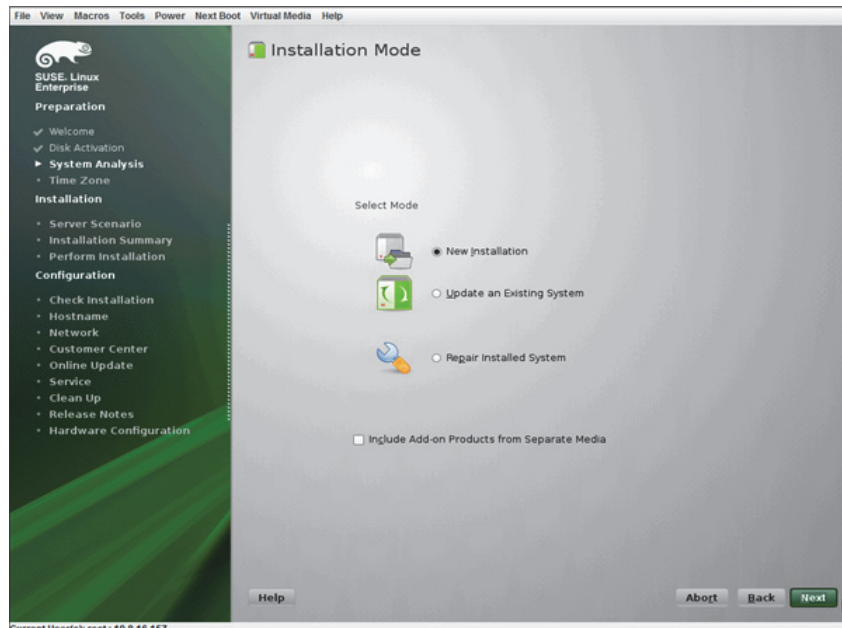 File View Macros Tools Power Next Boot Virtual Media Help
SUSE. Linux
Enterprise
Preparation
Welcome
Disk Activation
System Analysis
Time Zone
Installation
Server Scenario
Installation Summary
Perform Installation
Configuration
Check Installation
Hostname
Network
Customer Center
Online Update
Service
Clean Up
Release Notes
Hardware Configuration
Installation Mode
Select Mode
New Installation
Update an Existing System
Repair Installed System
Include Add-on Products from Separate Media
Help
Abort
Back
Next